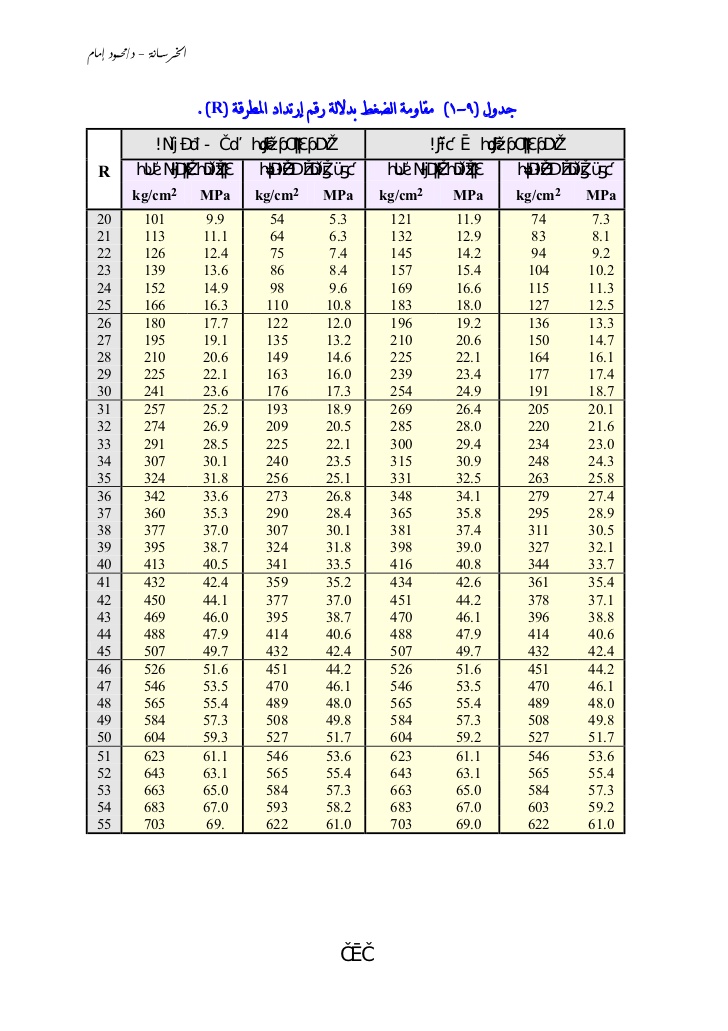 الخرسانة – د/محمود إمام
جدول (٩–١) مقاومة الضغط بدلالة رقم إرتداد المطرقة (R) .
R
kg/cm2 MPa kg/cm2 MPa kg/cm2 MPa kg/cm2 MPa
20 101 9.9 54 5.3 121 11.9 74 7.3
21 113 11.1 64 6.3 132 12.9 83 8.1
22 126 12.4 75 7.4 145 14.2 94 9.2
23 139 13.6 86 8.4 157 15.4 104 10.2
24 152 14.9 98 9.6 169 16.6 115 11.3
25 166 16.3 110 10.8 183 18.0 127 12.5
26 180 17.7 122 12.0 196 19.2 136 13.3
27 195 19.1 135 13.2 210 20.6 150 14.7
28 210 20.6 149 14.6 225 22.1 164 16.1
29 225 22.1 163 16.0 239 23.4 177 17.4
30 241 23.6 176 17.3 254 24.9 191 18.7
31 257 25.2 193 18.9 269 26.4 205 20.1
32 274 26.9 209 20.5 285 28.0 220 21.6
33 291 28.5 225 22.1 300 29.4 234 23.0
34 307 30.1 240 23.5 315 30.9 248 24.3
35 324 31.8 256 25.1 331 32.5 263 25.8
36 342 33.6 273 26.8 348 34.1 279 27.4
37 360 35.3 290 28.4 365 35.8 295 28.9
38 377 37.0 307 30.1 381 37.4 311 30.5
39 395 38.7 324 31.8 398 39.0 327 32.1
40 413 40.5 341 33.5 416 40.8 344 33.7
41 432 42.4 359 35.2 434 42.6 361 35.4
42 450 44.1 377 37.0 451 44.2 378 37.1
43 469 46.0 395 38.7 470 46.1 396 38.8
44 488 47.9 414 40.6 488 47.9 414 40.6
45 507 49.7 432 42.4 507 49.7 432 42.4
46 526 51.6 451 44.2 526 51.6 451 44.2
47 546 53.5 470 46.1 546 53.5 470 46.1
48 565 55.4 489 48.0 565 55.4 489 48.0
49 584 57.3 508 49.8 584 57.3 508 49.8
50 604 59.3 527 51.7 604 59.2 527 51.7
51 623 61.1 546 53.6 623 61.1 546 53.6
52 643 63.1 565 55.4 643 63.1 565 55.4
53 663 65.0 584 57.3 663 65.0 584 57.3
54 683 67.0 593 58.2 683 67.0 603 59.2
55 703 69. 622 61.0 703 69.0 622 61.0
ČĒČ